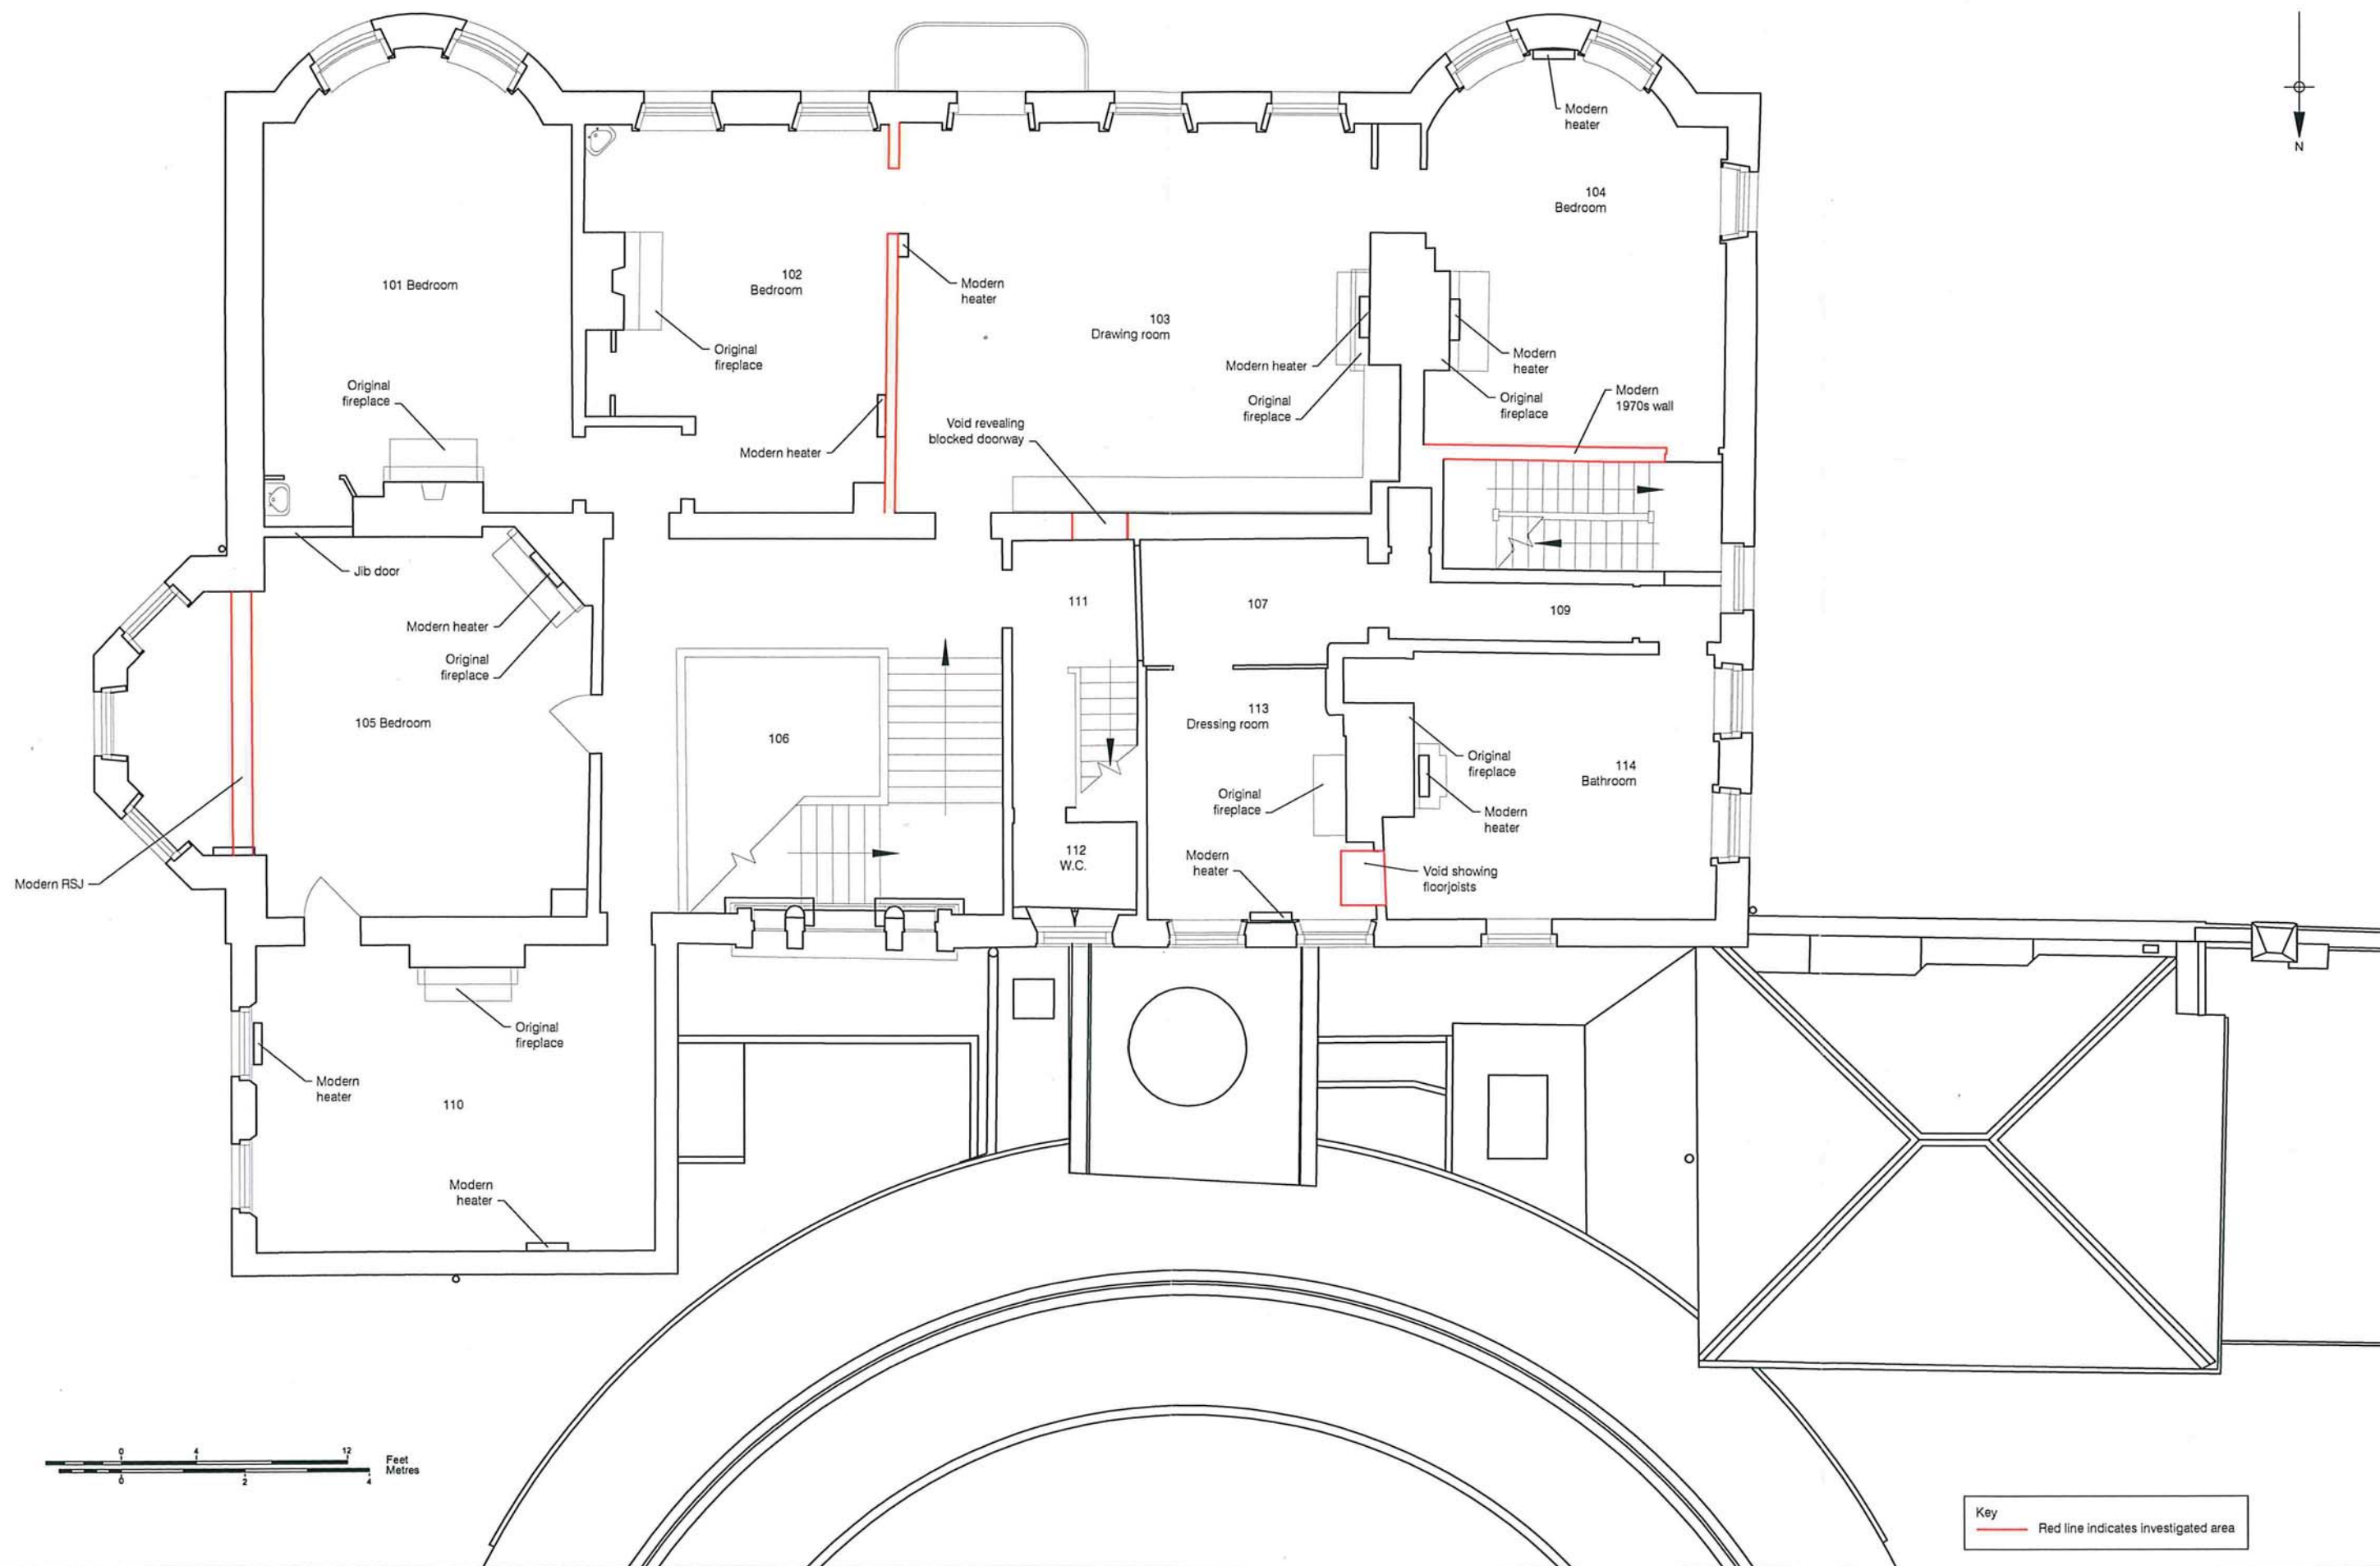 Modern
heater
N
104
Bedroom
101 Bedroom
102
Bedroom
Modern
heater
103
Drawing room
Original
fireplace
Modern heater
Modern
heater
Original
fireplace
Original
fireplace
Original
fireplace
Modern
1970s wall
Void revealing
blocked doorway
Modern heater
Jib door
Modern heater
Original
fireplace
111
107
109
105 Bedroom
106
113
Dressing room
Original
fireplace
114
Bathroom
Original
fireplace
Modern
heater
112
W.C.
Modern
heater
Void showing
floorjoists
Modern RSJ
Original
fireplace
Modern
heater
110
Modern
heater
0 4 12
Feet
Metres
0 2 4
Key
Red line indicates investigated area